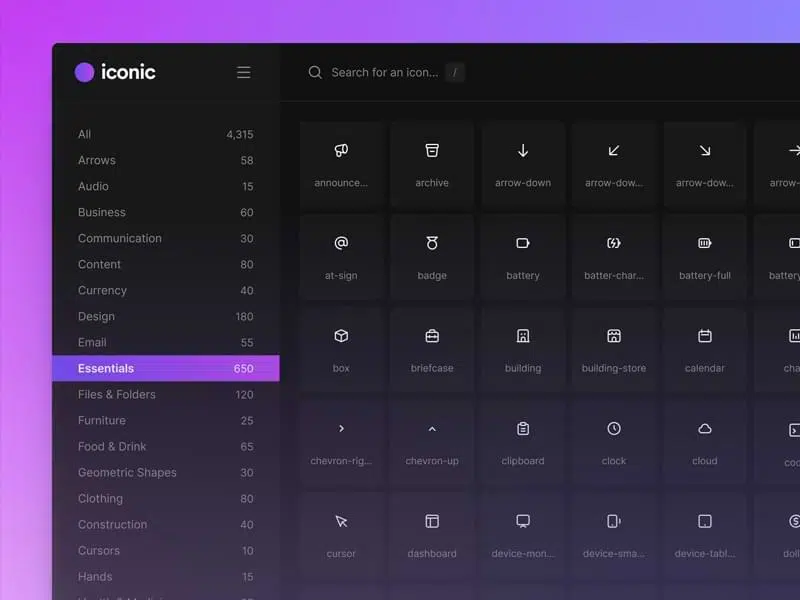 iconic
Search for an icon... /
All 4,315
Arrows 58
Audio 15
Business 60
Communication 30
Content 80
Currency 40
Design 180
Email 55
Essentials 650
Files & Folders 120
Furniture 25
Food & Drink 65
Geometric Shapes 30
Clothing 80
Construction 40
Cursors 10
Hands 15
announce... archive arrow-down arrow-dow... arrow-dow... arrow-
at-sign badge battery batter-char... battery-full battery
box briefcase building building-store calendar cha
chevron-rig... chevron-up clipboard clock cloud
cursor dashboard device-mon... device-sma... device-tabl... doll